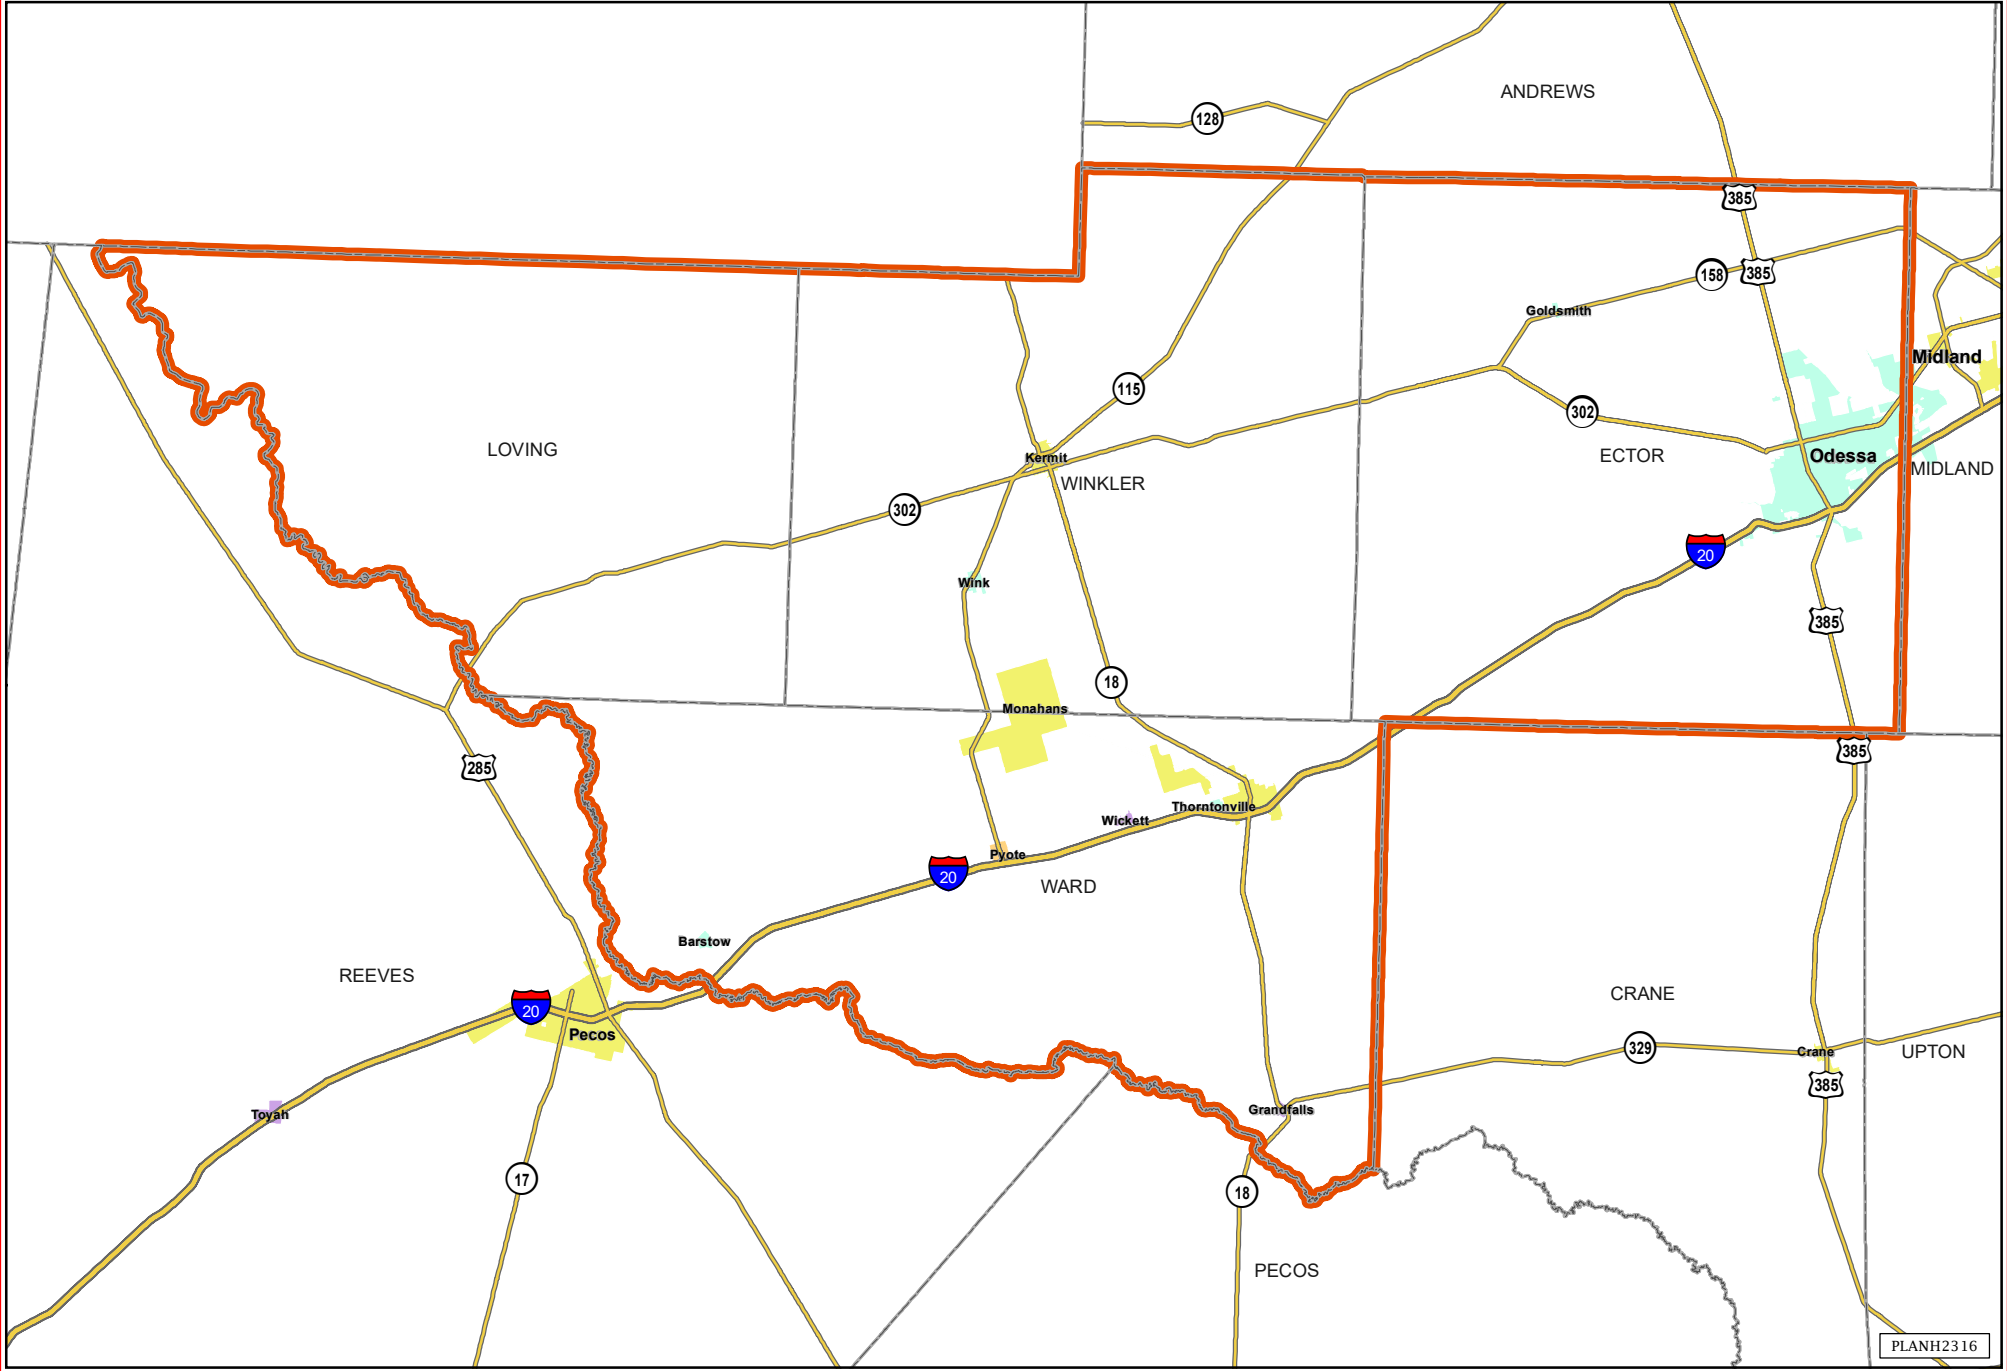 ANDREWS
128
385
158
385
Goldsmith
Midland
115
302
LOVING
Kermit
ECTOR
Odessa
MIDLAND
WINKLER
302
20
Wink
385
18
Monahans
385
285
Thorntonville
Wickett
Pyote
20
WARD
Barstow
REEVES
CRANE
20
Pecos
329
Crane
UPTON
385
Toyah
Grandfalls
17
18
PECOS
PLANH2316